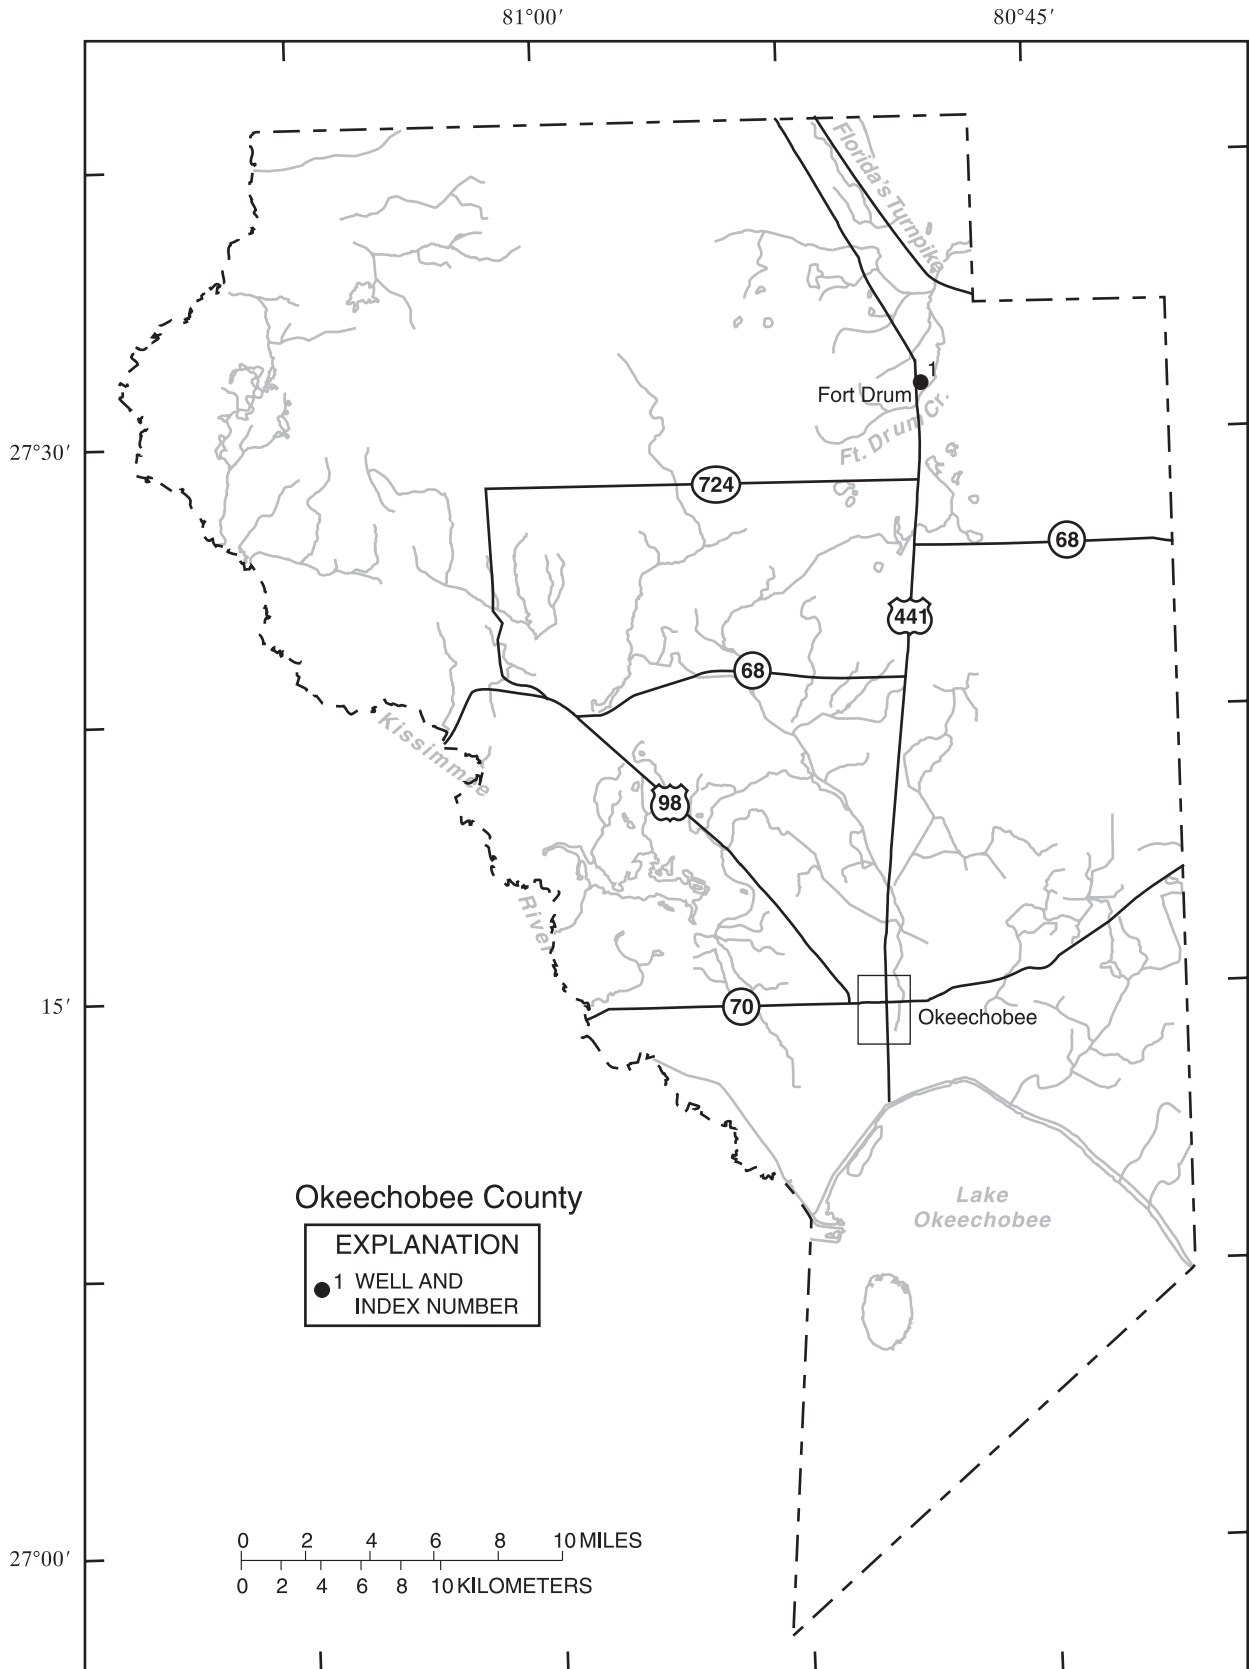 81°00′ 80°45′
Florida's Turnpike
1
Fort Drum
Ft. Drum Cr.
27°30′
724
68
441
68
Kissimmee
98
River
15′
70
Okeechobee
Okeechobee County
Lake
Okeechobee
EXPLANATION
1 WELL AND
INDEX NUMBER
0 2 4 6 8 10 MILES
27°00′
0 2 4 6 8 10 KILOMETERS